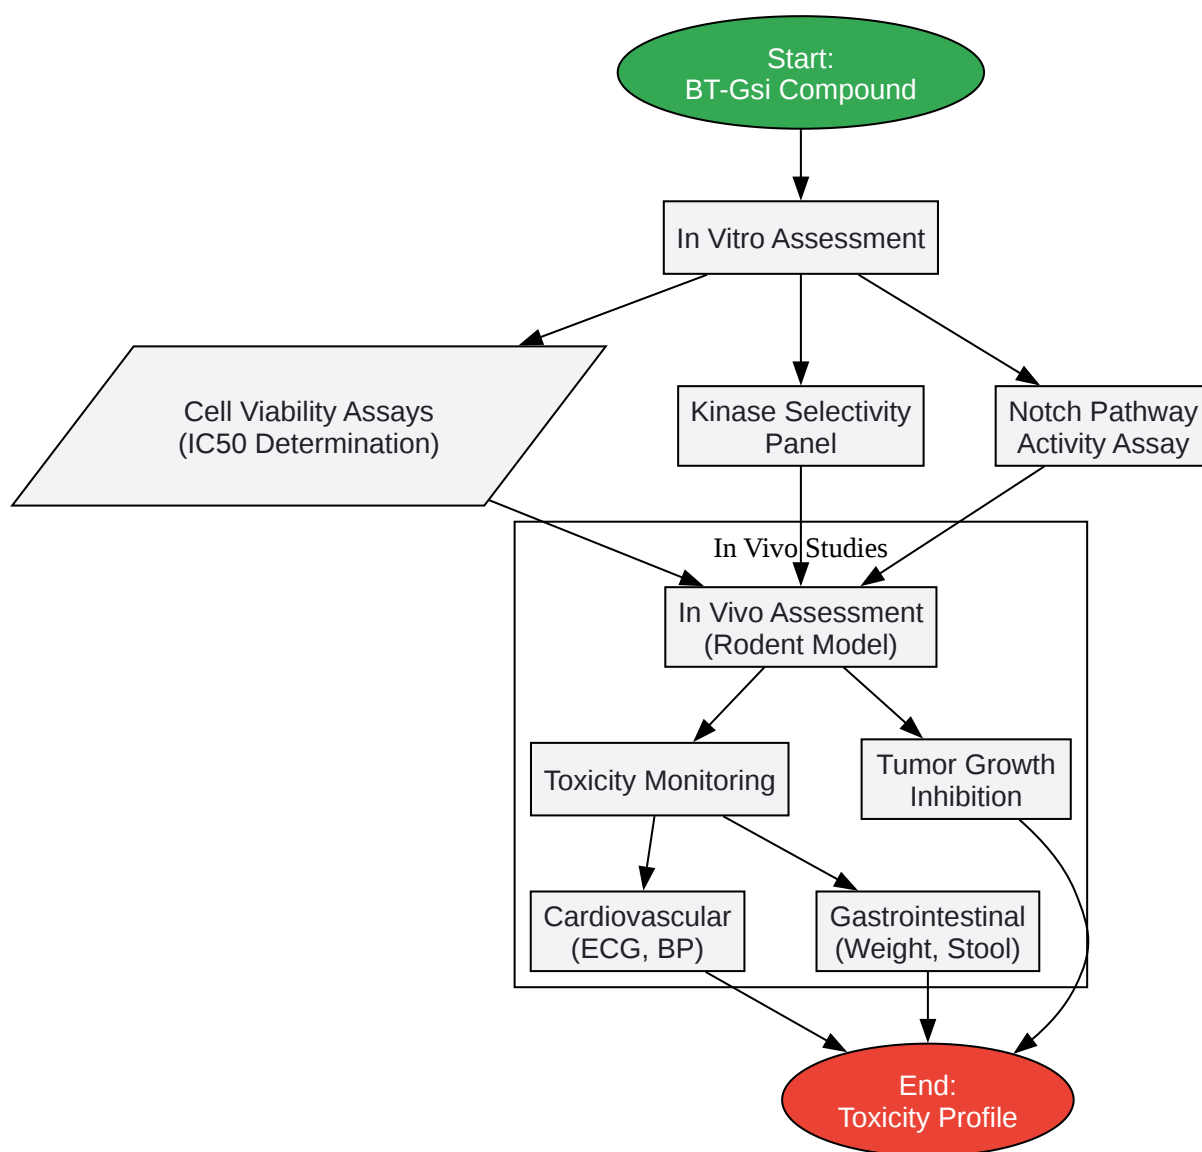 Start:
BT-Gsi Compound
In Vitro Assessment
Cell Viability Assays
(IC50 Determination)
Kinase Selectivity
Panel
Notch Pathway
Activity Assay
In Vivo Studies
In Vivo Assessment
(Rodent Model)
Toxicity Monitoring
Tumor Growth
Inhibition
Cardiovascular
(ECG, BP)
Gastrointestinal
(Weight, Stool)
End:
Toxicity Profile